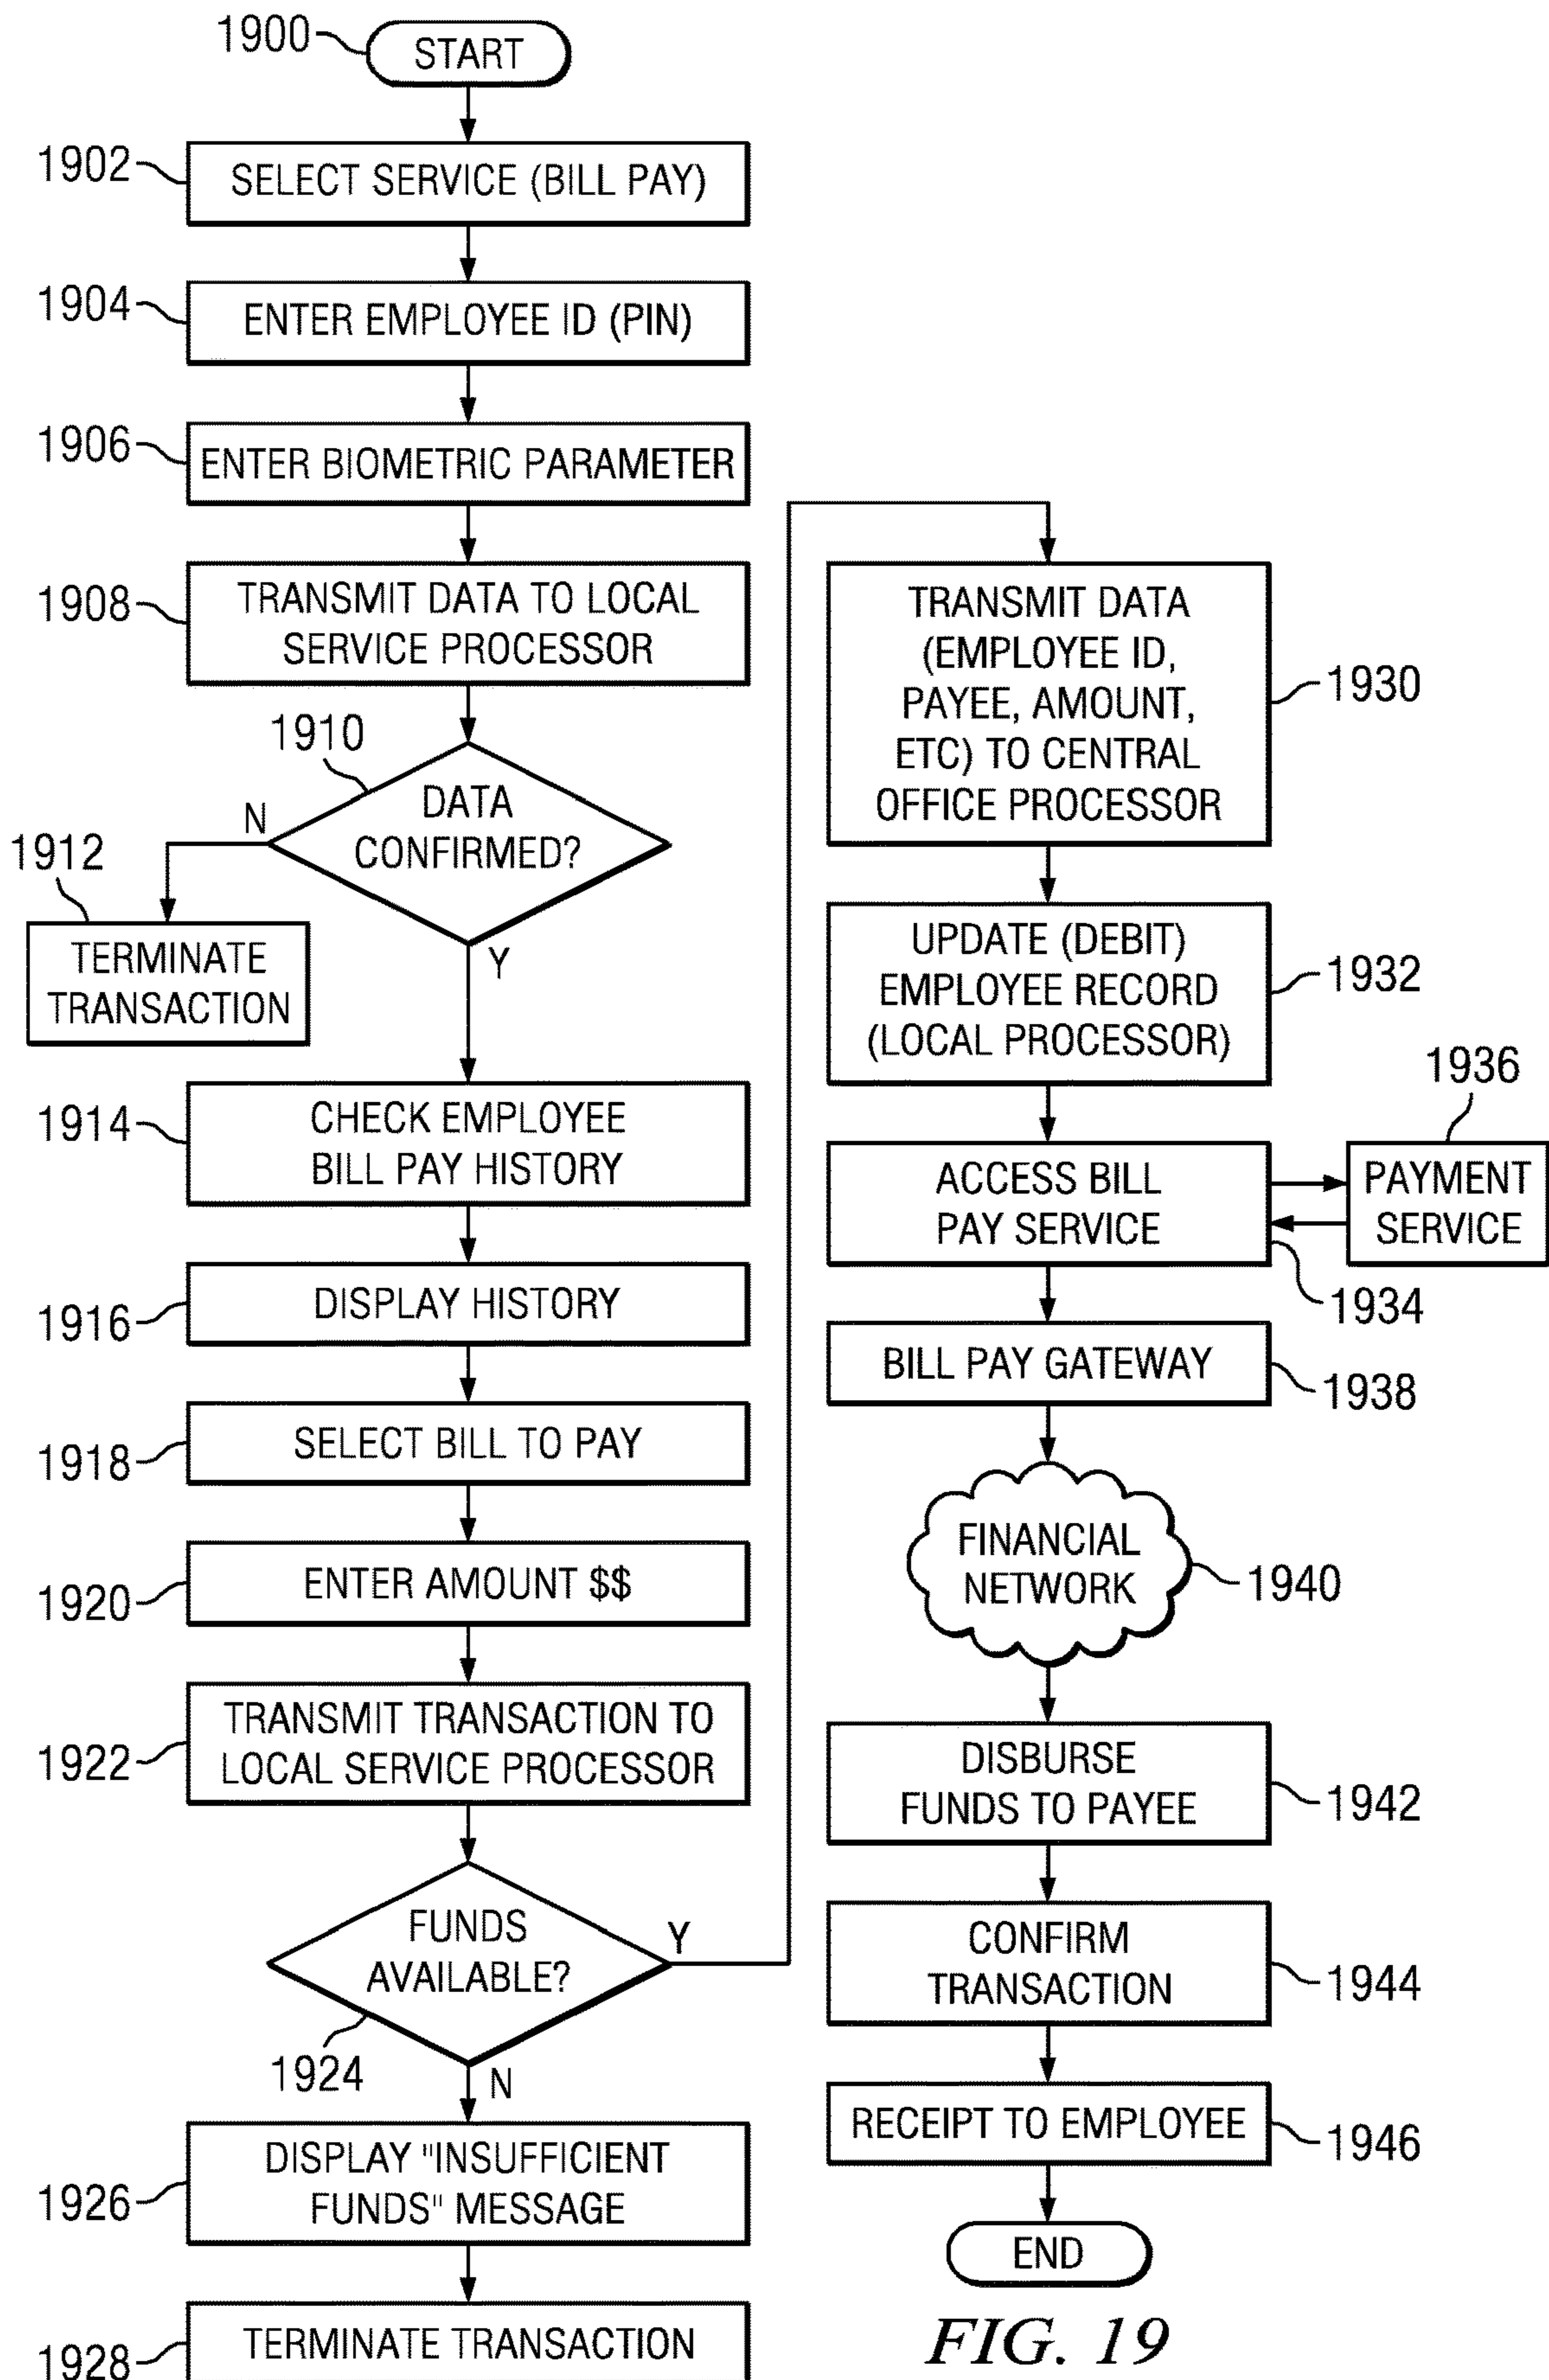 1900
START
1902
SELECT SERVICE (BILL PAY)
1904
ENTER EMPLOYEE ID (PIN)
1906
ENTER BIOMETRIC PARAMETER
1908
TRANSMIT DATA TO LOCAL
SERVICE PROCESSOR
1910
DATA
CONFIRMED?
N
Y
1912
TERMINATE
TRANSACTION
1914
CHECK EMPLOYEE
BILL PAY HISTORY
1916
DISPLAY HISTORY
1918
SELECT BILL TO PAY
1920
ENTER AMOUNT $$
1922
TRANSMIT TRANSACTION TO
LOCAL SERVICE PROCESSOR
FUNDS
AVAILABLE?
Y
1924
N
1926
DISPLAY "INSUFFICIENT
FUNDS" MESSAGE
1928
TERMINATE TRANSACTION
TRANSMIT DATA
(EMPLOYEE ID,
PAYEE, AMOUNT,
ETC) TO CENTRAL
OFFICE PROCESSOR
1930
UPDATE (DEBIT)
EMPLOYEE RECORD
(LOCAL PROCESSOR)
1932
ACCESS BILL
PAY SERVICE
1934
1936
PAYMENT
SERVICE
BILL PAY GATEWAY
1938
FINANCIAL
NETWORK
1940
DISBURSE
FUNDS TO PAYEE
1942
CONFIRM
TRANSACTION
1944
RECEIPT TO EMPLOYEE
1946
END
FIG. 19